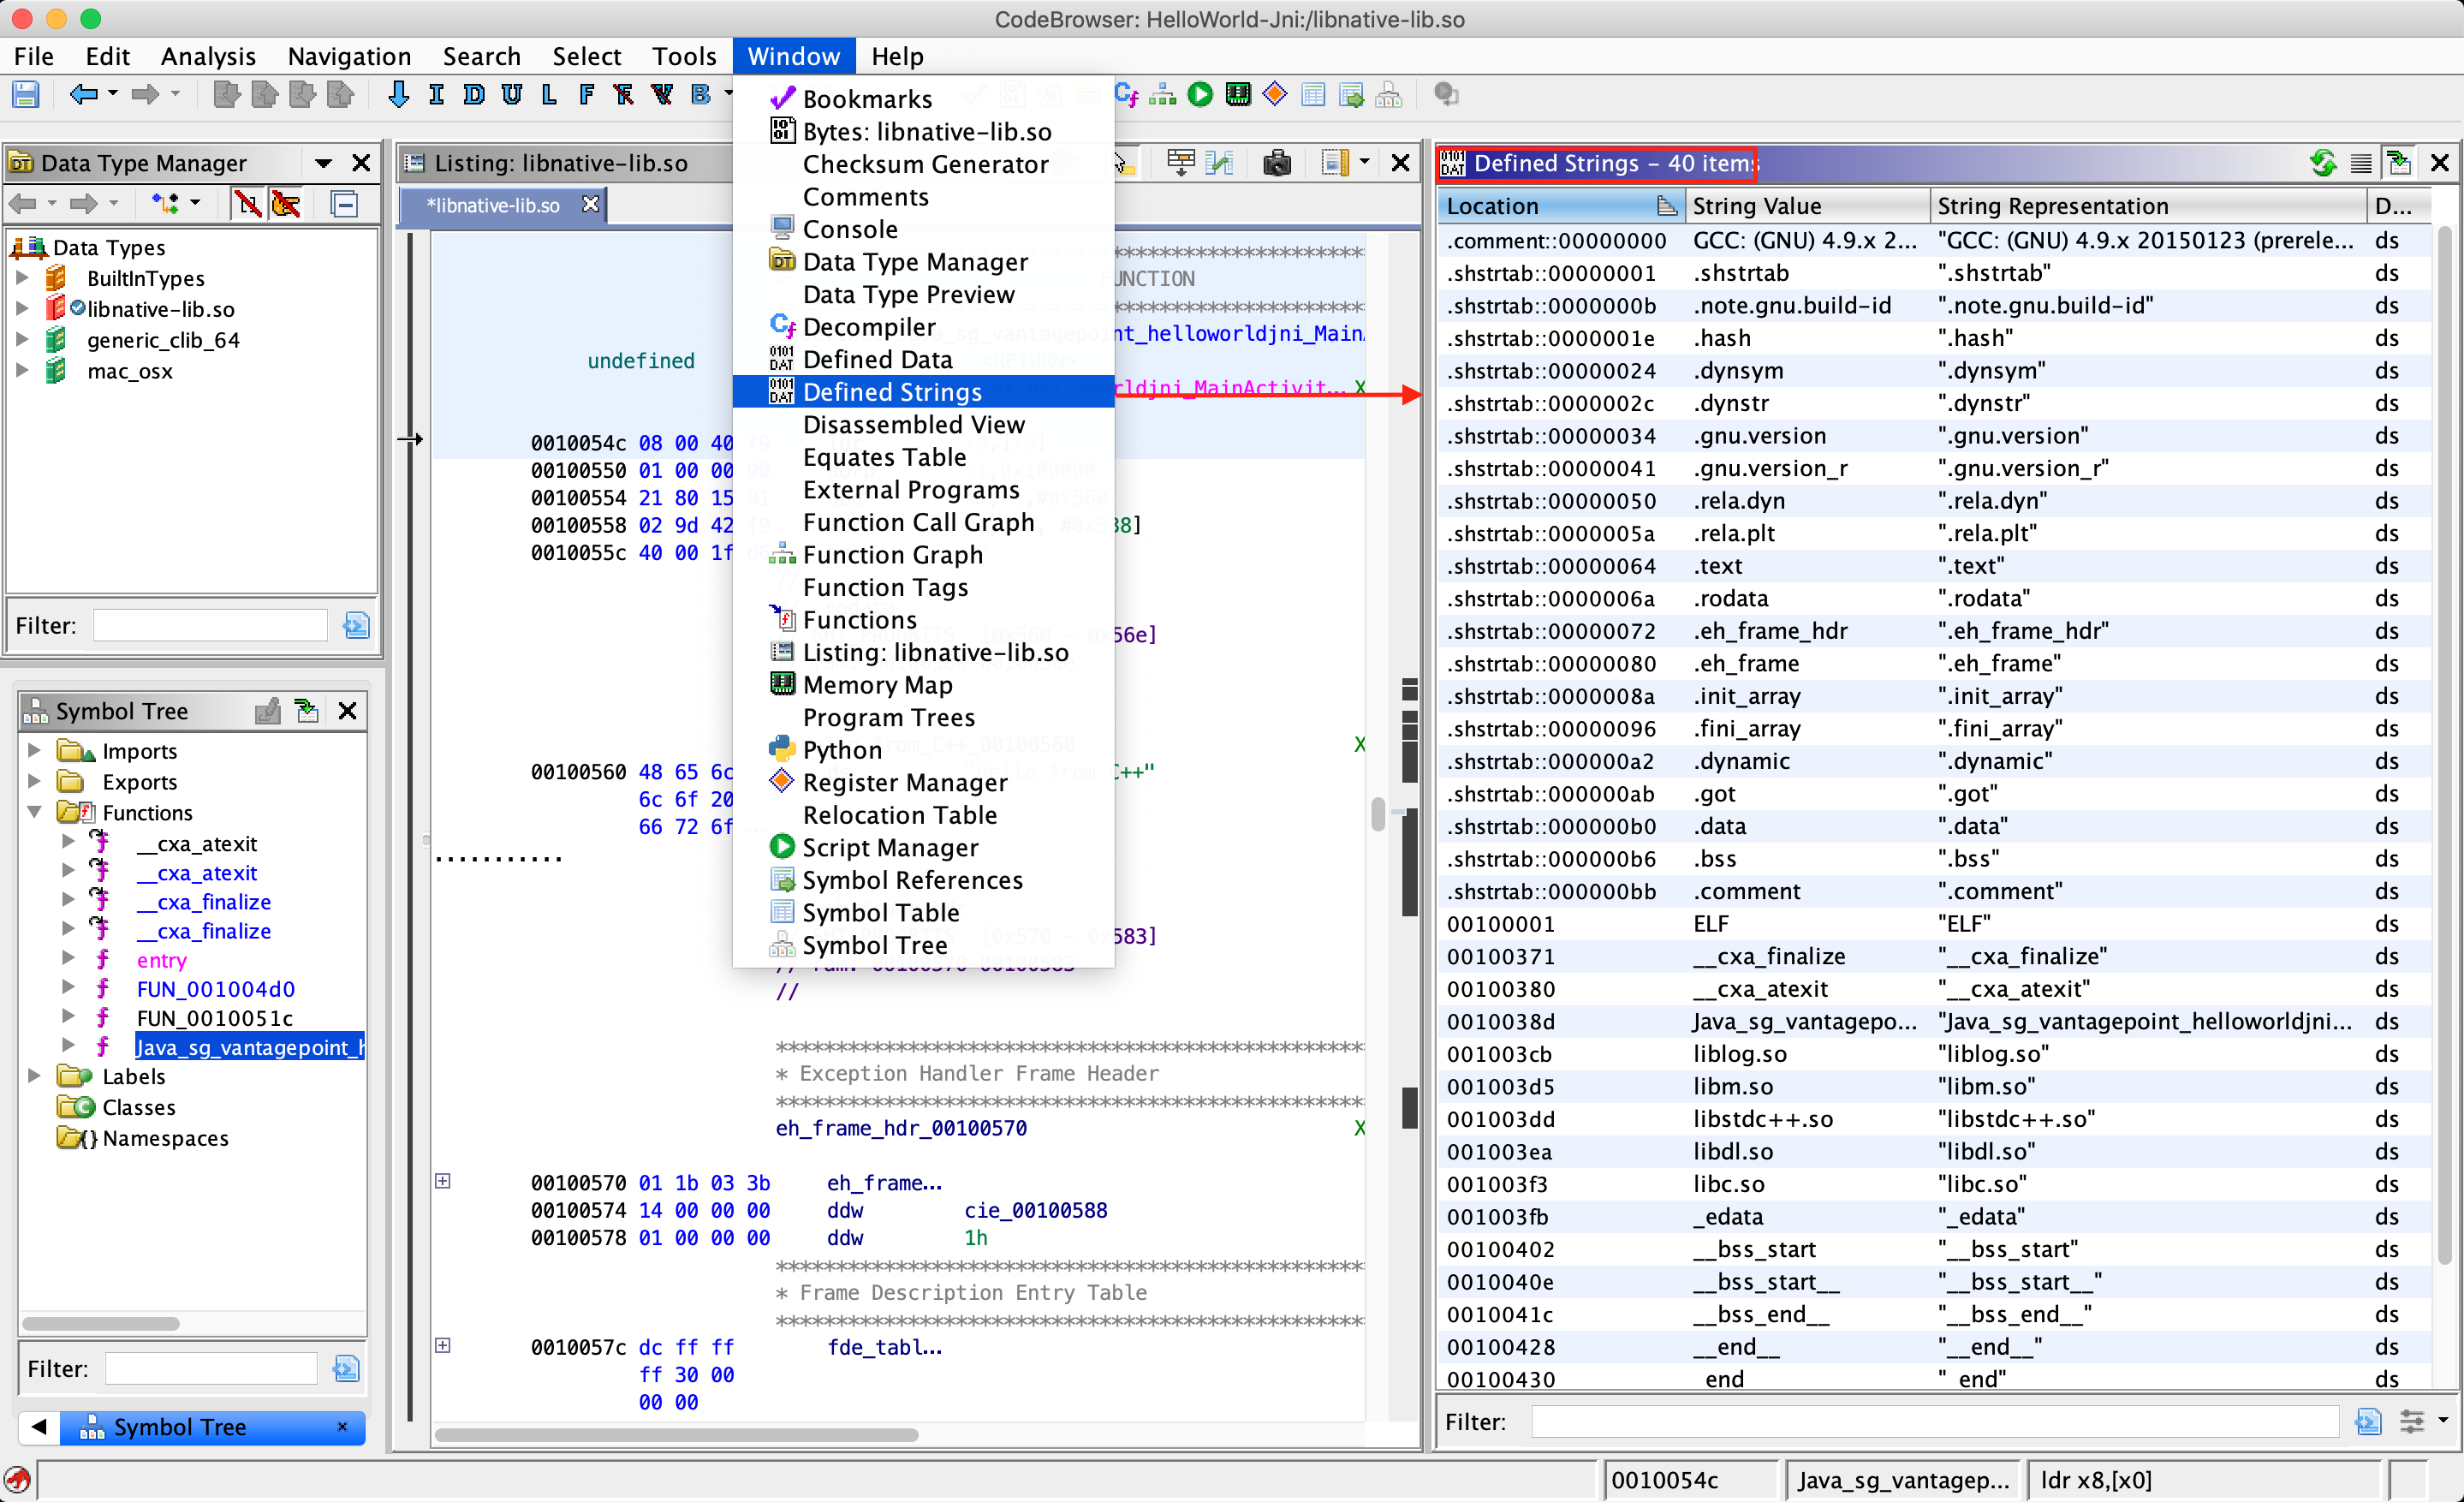 CodeBrowser: HelloWorld-Jni:/libnative-lib.so
File Edit Analysis Navigation Search Select Tools Window Help
I D U L F B
Data Type Manager
Data Types
BuiltInTypes
libnative-lib.so
generic_clib_64
mac_osx
Filter:
Symbol Tree
Imports
Exports
Functions
__cxa_atexit
__cxa_atexit
__cxa_finalize
__cxa_finalize
entry
FUN_001004d0
FUN_0010051c
Java_sg_vantagepoint_h
Labels
Classes
Namespaces
Filter:
Symbol Tree
Listing: libnative-lib.so
*libnative-lib.so
FUNCTION
_sg_vantagepoint_helloworldjni_MainA
undefined <RETURN>
ni_helloworldjni_MainActivit... X
0010054c 08 00 40 f9 ldr
00100550 01 00 00 90
00100554 21 80 15 91
00100558 02 9d 42 f9
0010055c 40 00 1f d6
00100560 48 65 6c "Hello from C++"
6c 6f 20
66 72 6f ...
...........
//
****************************************************
* Exception Handler Frame Header
****************************************************
eh_frame_hdr_00100570 X
00100570 01 1b 03 3b eh_frame...
00100574 14 00 00 00 ddw cie_00100588
00100578 01 00 00 00 ddw 1h
****************************************************
* Frame Description Entry Table
****************************************************
0010057c dc ff ff fde_tabl...
ff 30 00
00 00
Bookmarks
Bytes: libnative-lib.so
Checksum Generator
Comments
Console
Data Type Manager
Data Type Preview
Decompiler
Defined Data
Defined Strings
Disassembled View
Equates Table
External Programs
Function Call Graph
Function Graph
Function Tags
Functions
Listing: libnative-lib.so
Memory Map
Program Trees
Python
Register Manager
Relocation Table
Script Manager
Symbol References
Symbol Table
Symbol Tree
Defined Strings - 40 items
Location String Value String Representation D...
.comment::00000000 GCC: (GNU) 4.9.x 2... "GCC: (GNU) 4.9.x 20150123 (prerele... ds
.shstrtab::00000001 .shstrtab ".shstrtab" ds
.shstrtab::0000000b .note.gnu.build-id ".note.gnu.build-id" ds
.shstrtab::0000001e .hash ".hash" ds
.shstrtab::00000024 .dynsym ".dynsym" ds
.shstrtab::0000002c .dynstr ".dynstr" ds
.shstrtab::00000034 .gnu.version ".gnu.version" ds
.shstrtab::00000041 .gnu.version_r ".gnu.version_r" ds
.shstrtab::00000050 .rela.dyn ".rela.dyn" ds
.shstrtab::0000005a .rela.plt ".rela.plt" ds
.shstrtab::00000064 .text ".text" ds
.shstrtab::0000006a .rodata ".rodata" ds
.shstrtab::00000072 .eh_frame_hdr ".eh_frame_hdr" ds
.shstrtab::00000080 .eh_frame ".eh_frame" ds
.shstrtab::0000008a .init_array ".init_array" ds
.shstrtab::00000096 .fini_array ".fini_array" ds
.shstrtab::000000a2 .dynamic ".dynamic" ds
.shstrtab::000000ab .got ".got" ds
.shstrtab::000000b0 .data ".data" ds
.shstrtab::000000b6 .bss ".bss" ds
.shstrtab::000000bb .comment ".comment" ds
00100001 ELF "ELF" ds
00100371 __cxa_finalize "__cxa_finalize" ds
00100380 __cxa_atexit "__cxa_atexit" ds
0010038d Java_sg_vantagepo... "Java_sg_vantagepoint_helloworldjni... ds
001003cb liblog.so "liblog.so" ds
001003d5 libm.so "libm.so" ds
001003dd libstdc++.so "libstdc++.so" ds
001003ea libdl.so "libdl.so" ds
001003f3 libc.so "libc.so" ds
001003fb _edata "_edata" ds
00100402 __bss_start "__bss_start" ds
0010040e __bss_start__ "__bss_start__" ds
0010041c __bss_end__ "__bss_end__" ds
00100428 __end__ "__end__" ds
00100430 end " end" ds
Filter:
0010054c Java_sg_vantagep... ldr x8,[x0]